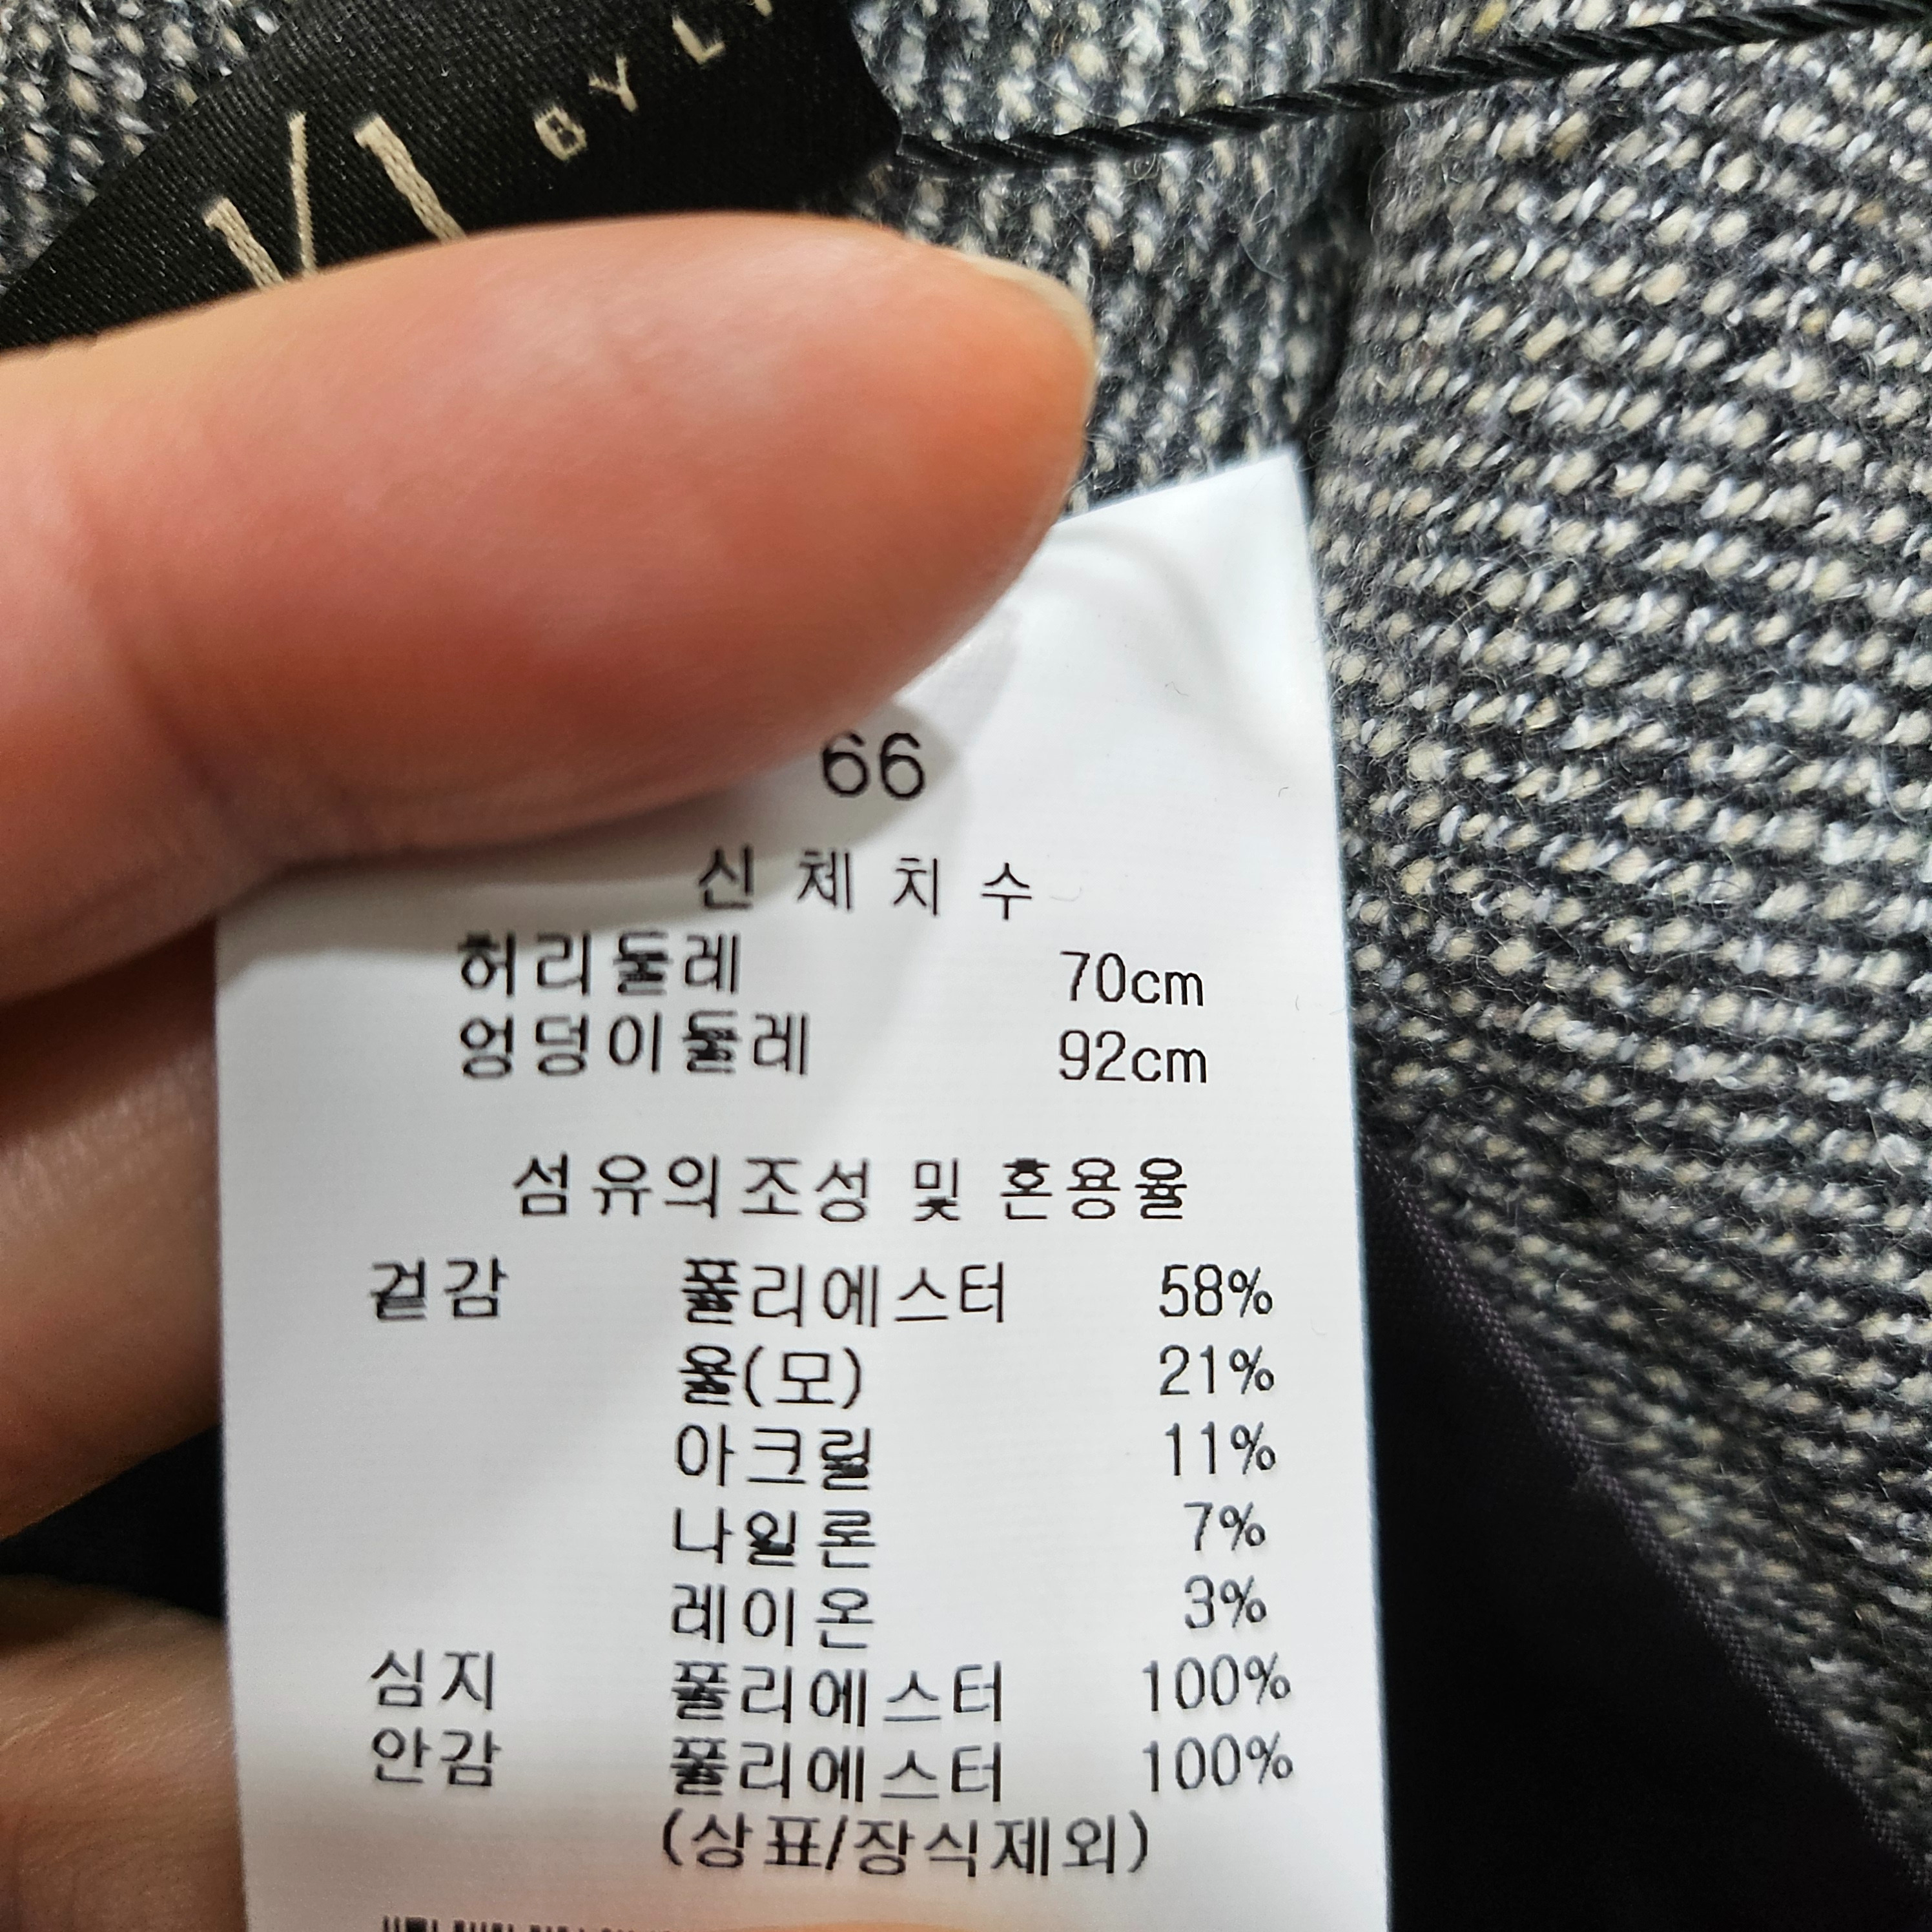 BY L
66
신체치수
허리둘레 70cm
엉덩이둘레 92cm
섬유의조성 및 혼용율
겉감 폴리에스터 58%
울(모) 21%
아크릴 11%
나일론 7%
레이온 3%
심지 폴리에스터 100%
안감 폴리에스터 100%
(상표/장식제외)